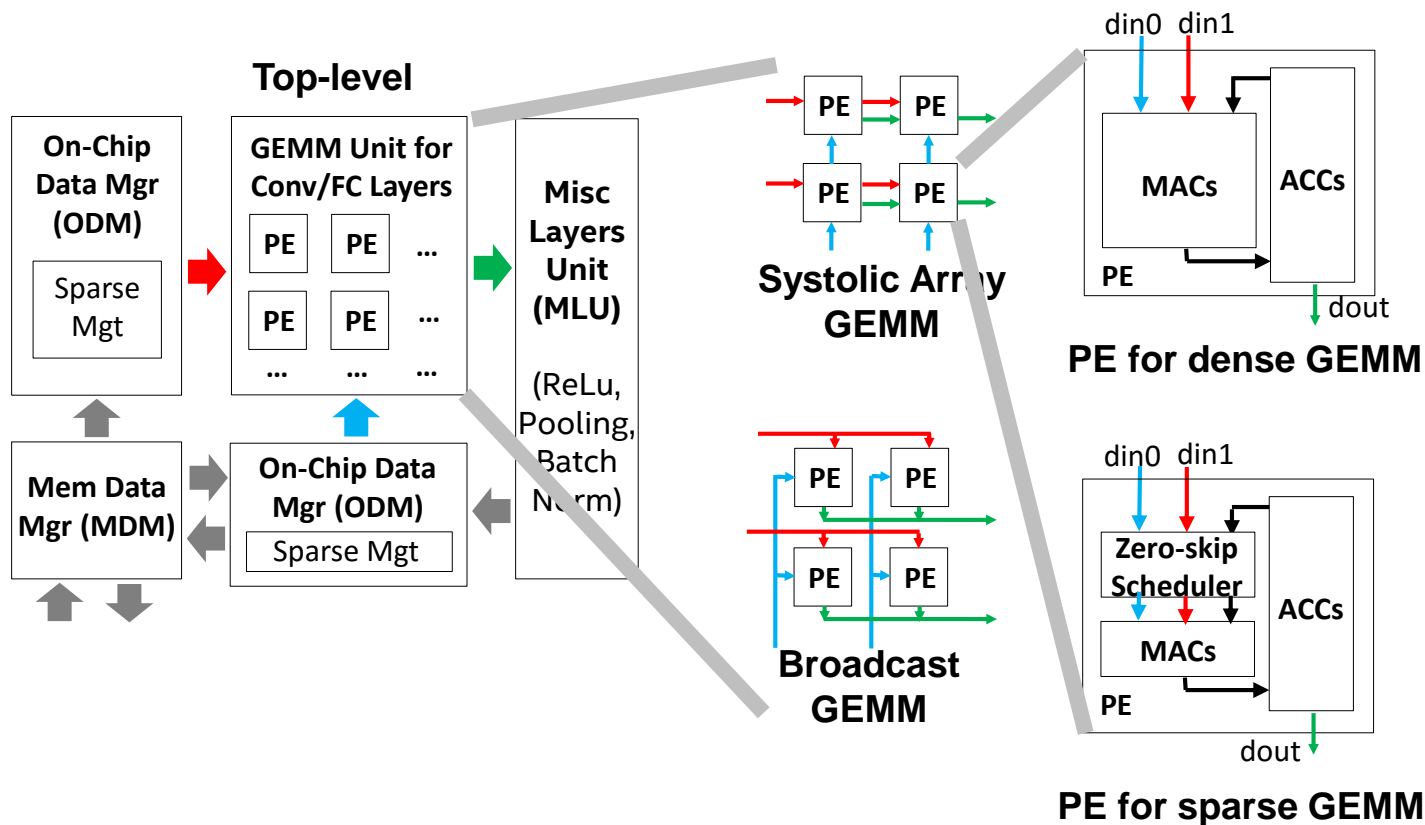 Top-level
On-Chip
Data Mgr
(ODM)
Sparse
Mgt
GEMM Unit for
Conv/FC Layers
PE
PE
...
PE
PE
...
...
...
...
Misc
Layers
Unit
(MLU)
(ReLu,
Pooling,
Batch
Norm)
Mem Data
Mgr (MDM)
On-Chip Data
Mgr (ODM)
Sparse Mgt
PE
PE
PE
PE
Systolic Array
GEMM
PE
PE
PE
PE
Broadcast
GEMM
din0
din1
MACs
ACCs
PE
dout
PE for dense GEMM
din0
din1
Zero-skip
Scheduler
MACs
ACCs
PE
dout
PE for sparse GEMM